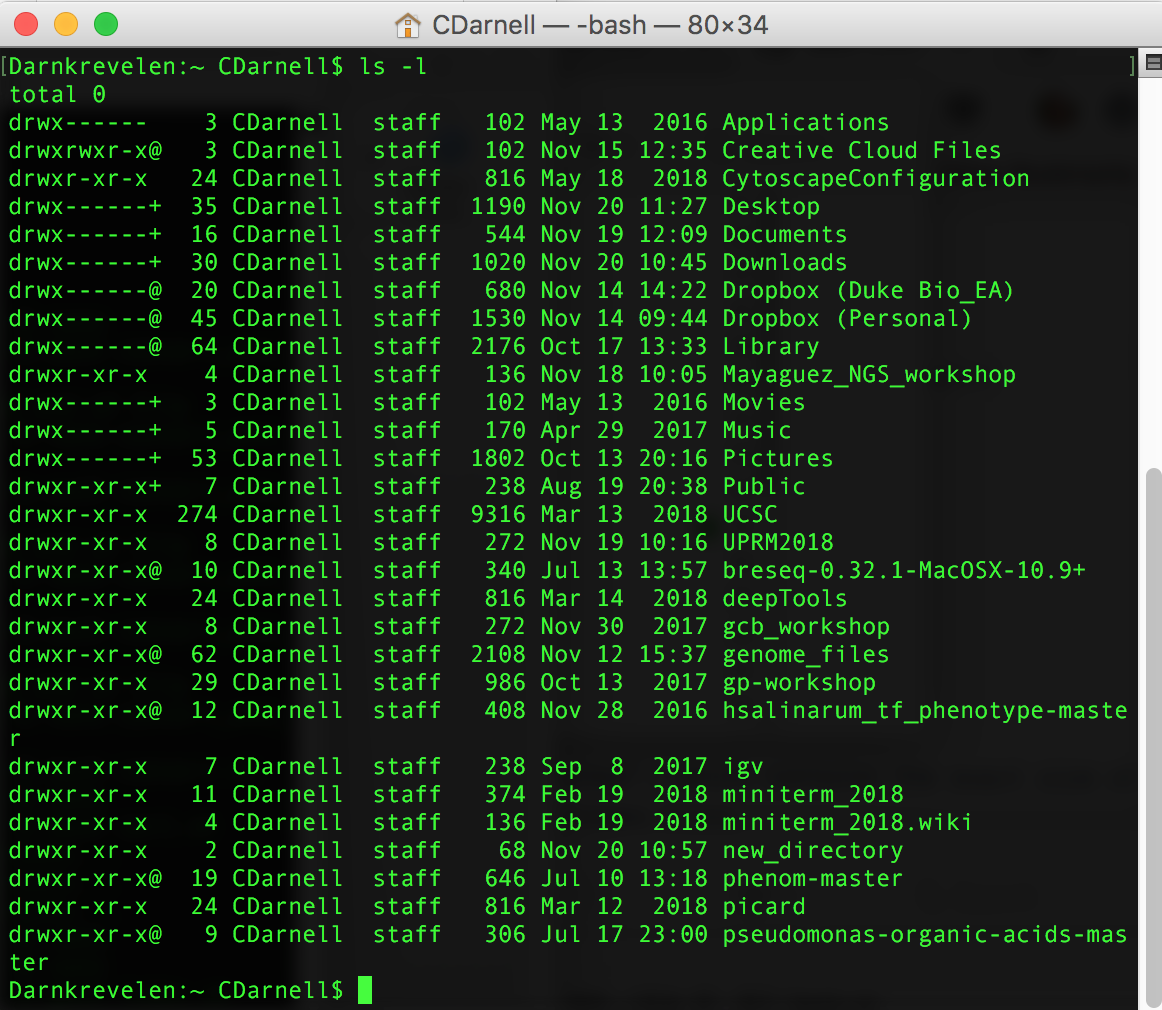 CDarnell — -bash — 80×34
[Darnkrevelen:~ CDarnell$ ls -l ]
total 0
drwx------ 3 CDarnell staff 102 May 13 2016 Applications
drwxrwxr-x@ 3 CDarnell staff 102 Nov 15 12:35 Creative Cloud Files
drwxr-xr-x 24 CDarnell staff 816 May 18 2018 CytoscapeConfiguration
drwx------+ 35 CDarnell staff 1190 Nov 20 11:27 Desktop
drwx------+ 16 CDarnell staff 544 Nov 19 12:09 Documents
drwx------+ 30 CDarnell staff 1020 Nov 20 10:45 Downloads
drwx------@ 20 CDarnell staff 680 Nov 14 14:22 Dropbox (Duke Bio_EA)
drwx------@ 45 CDarnell staff 1530 Nov 14 09:44 Dropbox (Personal)
drwx------@ 64 CDarnell staff 2176 Oct 17 13:33 Library
drwxr-xr-x 4 CDarnell staff 136 Nov 18 10:05 Mayaguez_NGS_workshop
drwx------+ 3 CDarnell staff 102 May 13 2016 Movies
drwx------+ 5 CDarnell staff 170 Apr 29 2017 Music
drwx------+ 53 CDarnell staff 1802 Oct 13 20:16 Pictures
drwxr-xr-x+ 7 CDarnell staff 238 Aug 19 20:38 Public
drwxr-xr-x 274 CDarnell staff 9316 Mar 13 2018 UCSC
drwxr-xr-x 8 CDarnell staff 272 Nov 19 10:16 UPRM2018
drwxr-xr-x@ 10 CDarnell staff 340 Jul 13 13:57 breseq-0.32.1-MacOSX-10.9+
drwxr-xr-x 24 CDarnell staff 816 Mar 14 2018 deepTools
drwxr-xr-x 8 CDarnell staff 272 Nov 30 2017 gcb_workshop
drwxr-xr-x@ 62 CDarnell staff 2108 Nov 12 15:37 genome_files
drwxr-xr-x 29 CDarnell staff 986 Oct 13 2017 gp-workshop
drwxr-xr-x@ 12 CDarnell staff 408 Nov 28 2016 hsalinarum_tf_phenotype-maste
r
drwxr-xr-x 7 CDarnell staff 238 Sep 8 2017 igv
drwxr-xr-x 11 CDarnell staff 374 Feb 19 2018 miniterm_2018
drwxr-xr-x 4 CDarnell staff 136 Feb 19 2018 miniterm_2018.wiki
drwxr-xr-x 2 CDarnell staff 68 Nov 20 10:57 new_directory
drwxr-xr-x@ 19 CDarnell staff 646 Jul 10 13:18 phenom-master
drwxr-xr-x 24 CDarnell staff 816 Mar 12 2018 picard
drwxr-xr-x@ 9 CDarnell staff 306 Jul 17 23:00 pseudomonas-organic-acids-mas
ter
Darnkrevelen:~ CDarnell$